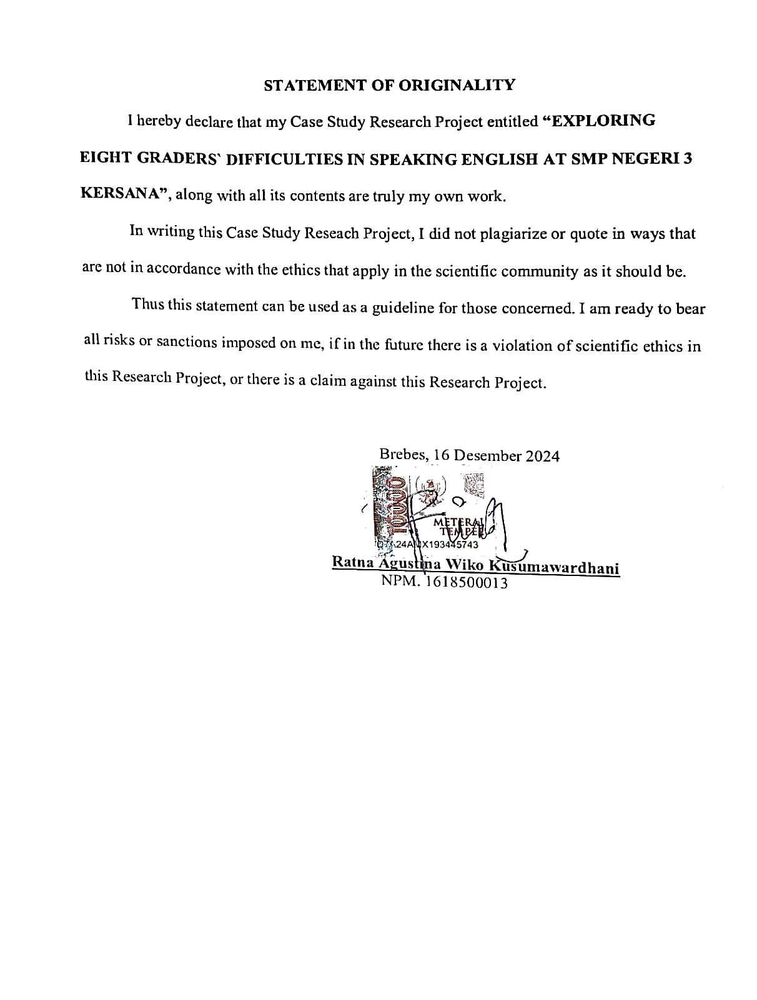 STATEMENT OF ORIGINALITY
I hereby declare that my Case Study Research Project entitled “EXPLORING
EIGHT GRADERS` DIFFICULTIES IN SPEAKING ENGLISH AT SMP NEGERI 3
KERSANA”, along with all its contents are truly my own work.
In writing this Case Study Reseach Project, I did not plagiarize or quote in ways that
are not in accordance with the ethics that apply in the scientific community as it should be.
Thus this statement can be used as a guideline for those concerned. I am ready to bear
all risks or sanctions imposed on me, if in the future there is a violation of scientific ethics in
this Research Project, or there is a claim against this Research Project.
Brebes, 16 Desember 2024
10000
METERAI
TEMPEL
Ratna Agustina Wiko Kusumawardhani
NPM. 1618500013